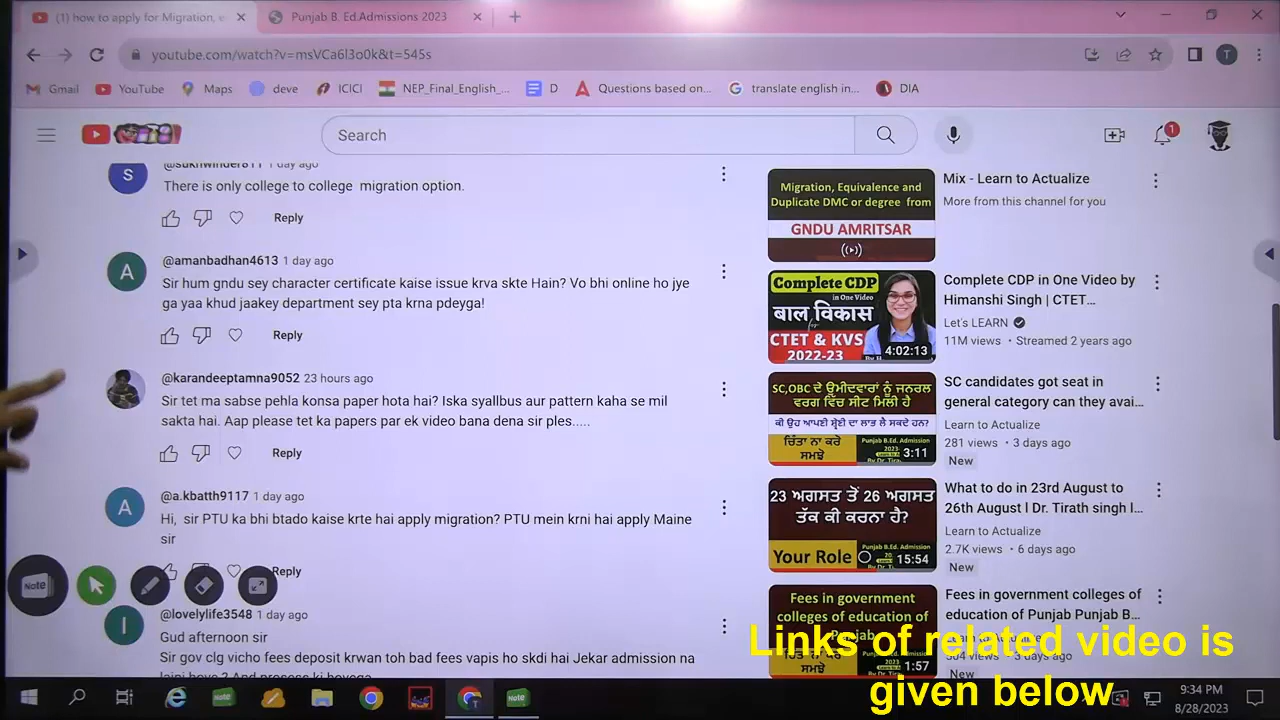 (1) how to apply for Migration, e
Punjab B. Ed.Admissions 2023
youtube.com/watch?v=msVCa6l3o0k&t=545s
T
Gmail
YouTube
Maps
deve
ICICI
NEP_Final_English_...
D
Questions based on...
translate english in...
DIA
Search
1
@sukhwinder811 1 day ago
S
There is only college to college migration option.
Reply
@amanbadhan4613 1 day ago
A
Sir hum gndu sey character certificate kaise issue krva skte Hain? Vo bhi online ho jye
ga yaa khud jaakey department sey pta krna pdeyga!
Reply
@karandeeptamna9052 23 hours ago
Sir tet ma sabse pehla konsa paper hota hai? Iska syallbus aur pattern kaha se mil
sakta hai. Aap please tet ka papers par ek video bana dena sir ples.....
Reply
@a.kbatth9117 1 day ago
A
Hi, sir PTU ka bhi btado kaise krte hai apply migration? PTU mein krni hai apply Maine
sir
Reply
Note
@lovelylife3548 1 day ago
l
Gud afternoon sir
Sir gov clg vicho fees deposit krwan toh bad fees vapis ho skdi hai Jekar admission na
Migration, Equivalence and
Duplicate DMC or degree from
GNDU AMRITSAR
Mix - Learn to Actualize
More from this channel for you
Complete CDP
in One Video
बाल विकास
for
CTET & KVS
2022-23
4:02:13
Complete CDP in One Video by
Himanshi Singh | CTET...
Let's LEARN
11M views • Streamed 2 years ago
SC,OBC ਦੇ ਉਮੀਦਵਾਰਾਂ ਨੂੰ ਜਨਰਲ
ਵਰਗ ਵਿੱਚ ਸੀਟ ਮਿਲੀ ਹੈ
ਕੀ ਉਹ ਆਪਣੀ ਸ਼੍ਰੇਣੀ ਦਾ ਲਾਭ ਲੈ ਸਕਦੇ ਹਨ?
ਚਿੰਤਾ ਨਾ ਕਰੋ
ਸਮਝੋ
Punjab B.Ed. Admission
2023
3:11
SC candidates got seat in
general category can they avai...
Learn to Actualize
281 views • 3 days ago
New
23 ਅਗਸਤ ਤੋਂ 26 ਅਗਸਤ
ਤੱਕ ਕੀ ਕਰਨਾ ਹੈ?
Your Role
Punjab B.Ed. Admission
15:54
What to do in 23rd August to
26th August l Dr. Tirath singh l...
Learn to Actualize
2.7K views • 6 days ago
New
Fees in government
colleges of education of
Punjab
ਸਮਝੋ
2023
1:57
Fees in government colleges of
education of Punjab Punjab B...
3 days ago
New
Links of related video is
given below
Note
9:34 PM
8/28/2023